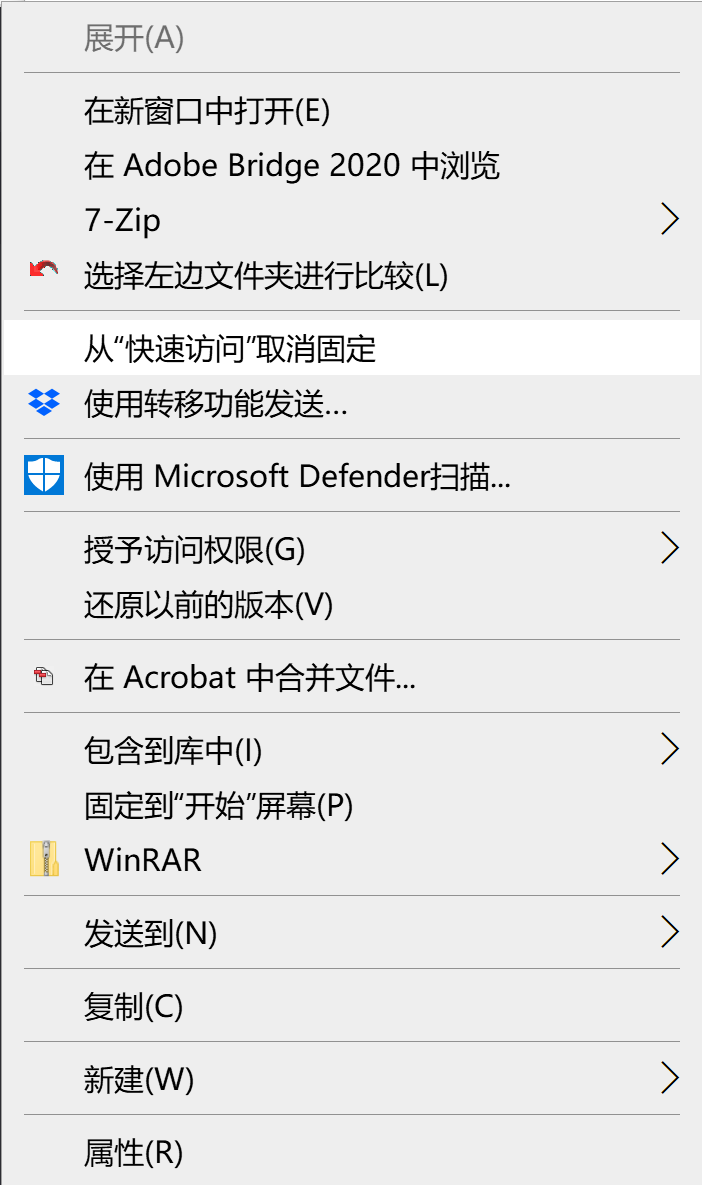 展开(A)
在新窗口中打开(E)
在 Adobe Bridge 2020 中浏览
7-Zip
选择左边文件夹进行比较(L)
从“快速访问”取消固定
使用转移功能发送...
使用 Microsoft Defender扫描...
授予访问权限(G)
还原以前的版本(V)
在 Acrobat 中合并文件...
包含到库中(I)
固定到“开始”屏幕(P)
WinRAR
发送到(N)
复制(C)
新建(W)
属性(R)